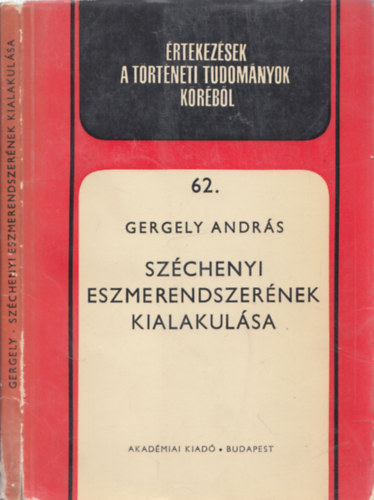 GERGELY · SZÉCHENYI ESZMERENDSZERÉNEK KIALAKULÁSA
ÉRTEKEZÉSEK
A TÖRTÉNETI TUDOMÁNYOK
KÖRÉBŐL
62.
GERGELY ANDRÁS
SZÉCHENYI
ESZMERENDSZERÉNEK
KIALAKULÁSA
AKADÉMIAI KIADÓ • BUDAPEST